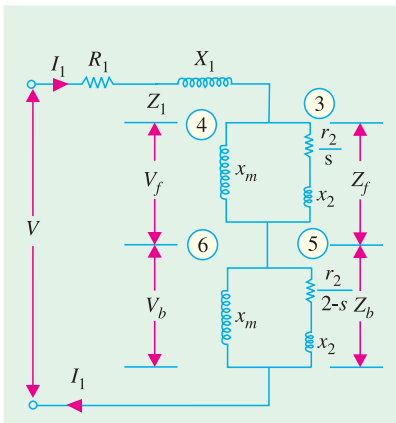 I1 R1 X1
Z1
4 3
r2/s
xm
x2
Vf Zf
V
6 5
r2/2-s
Vb Zb
xm
x2
I1